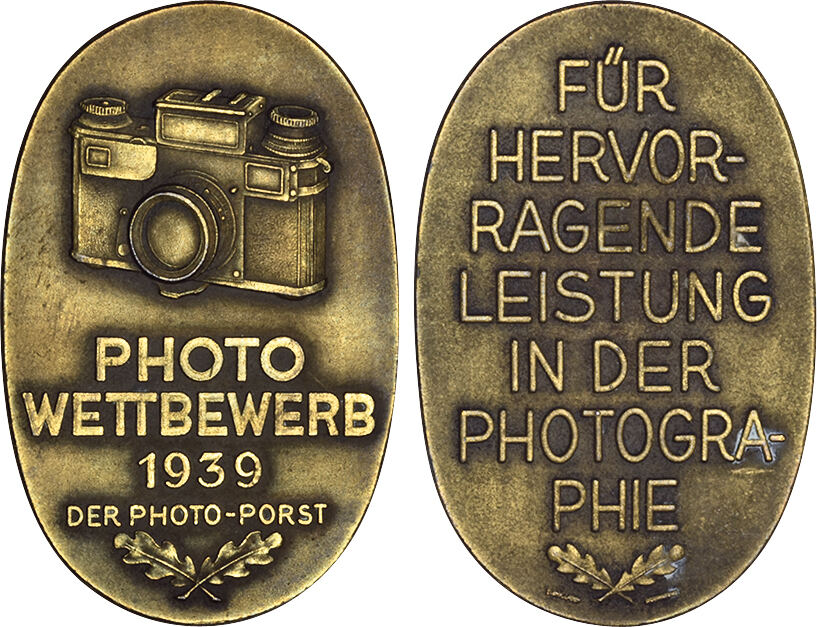 PHOTO
WETTBEWERB
1939
DER PHOTO-PORST
FÜR
HERVOR-
RAGENDE
LEISTUNG
IN DER
PHOTOGRA-
PHIE